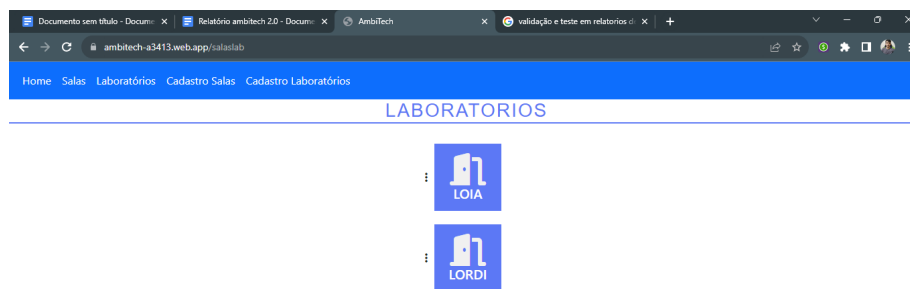 Documento sem título - Docume Relatório ambitech 2.0 - Docume AmbiTech validação e teste em relatorios d
ambitech-a3413.web.app/salaslab
Home Salas Laboratórios Cadastro Salas Cadastro Laboratórios
LABORATORIOS
LOIA
LORDI